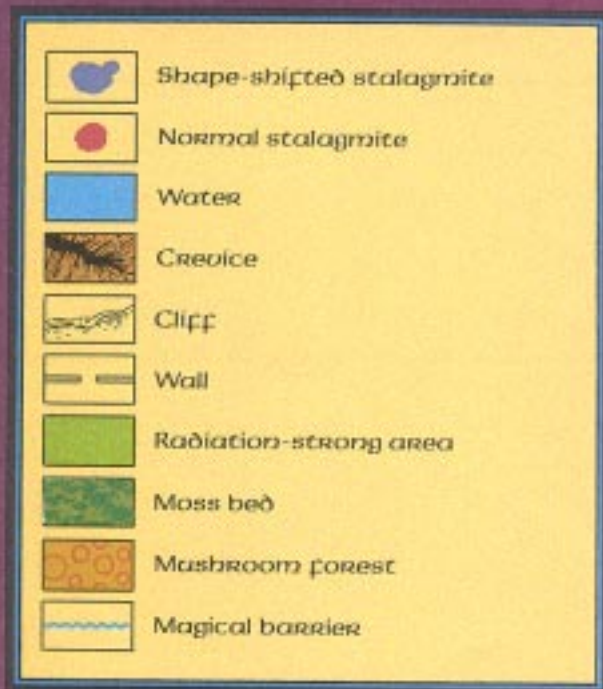 Shape-shifted stalagmite
Normal stalagmite
Water
Crevice
Cliff
Wall
Radiation-strong area
Moss bed
Mushroom forest
Magical barrier